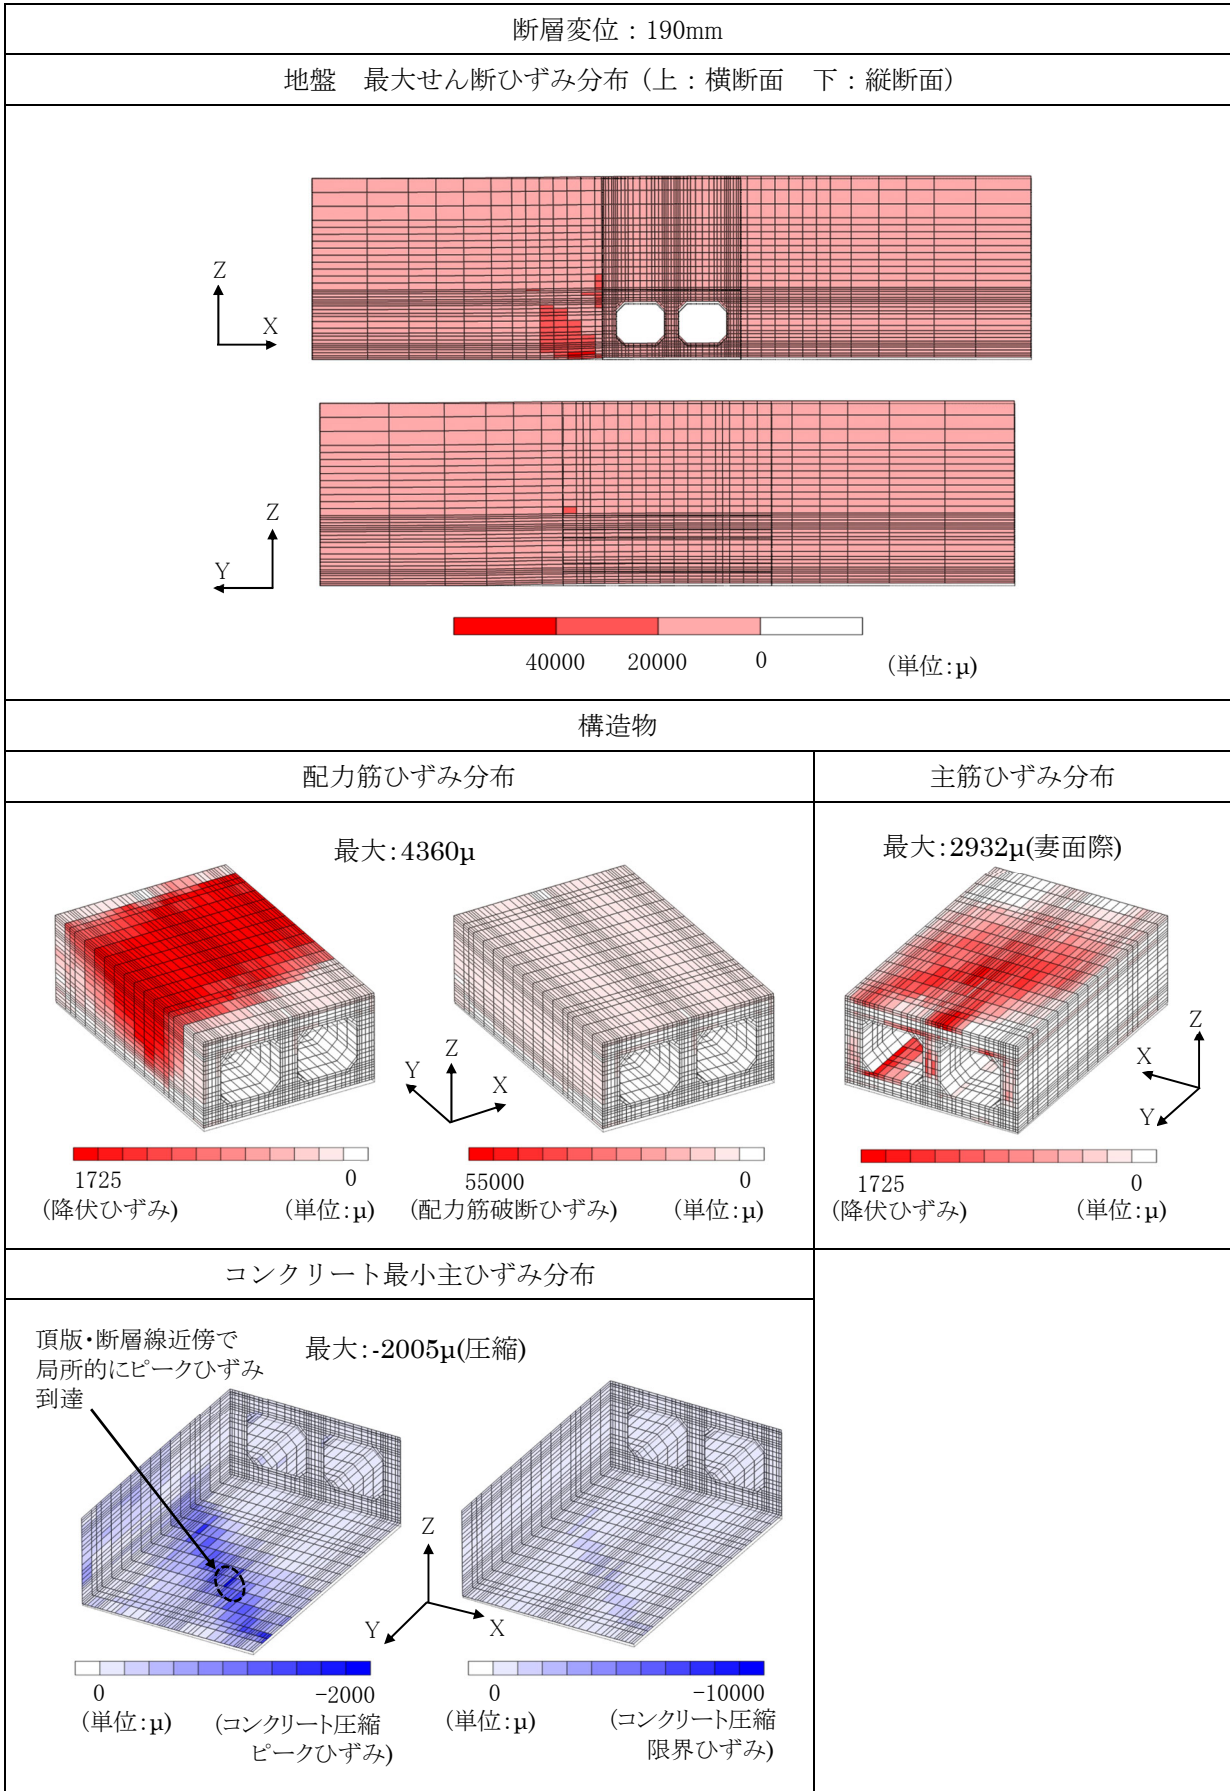 断層変位：190mm
地盤　最大せん断ひずみ分布（上：横断面　下：縦断面）
Z
X
Z
Y
40000 20000 0 (単位:μ)
構造物
配力筋ひずみ分布
主筋ひずみ分布
最大:4360μ
最大:2932μ(妻面際)
Y
Z
X
Z
X
Y
1725 0
(降伏ひずみ) (単位:μ)
55000 0
(配力筋破断ひずみ) (単位:μ)
1725 0
(降伏ひずみ) (単位:μ)
コンクリート最小主ひずみ分布
頂版・断層線近傍で
局所的にピークひずみ
到達
最大:-2005μ(圧縮)
Z
Y
X
0 -2000
(単位:μ) (コンクリート圧縮
ピークひずみ)
0 -10000
(単位:μ) (コンクリート圧縮
限界ひずみ)